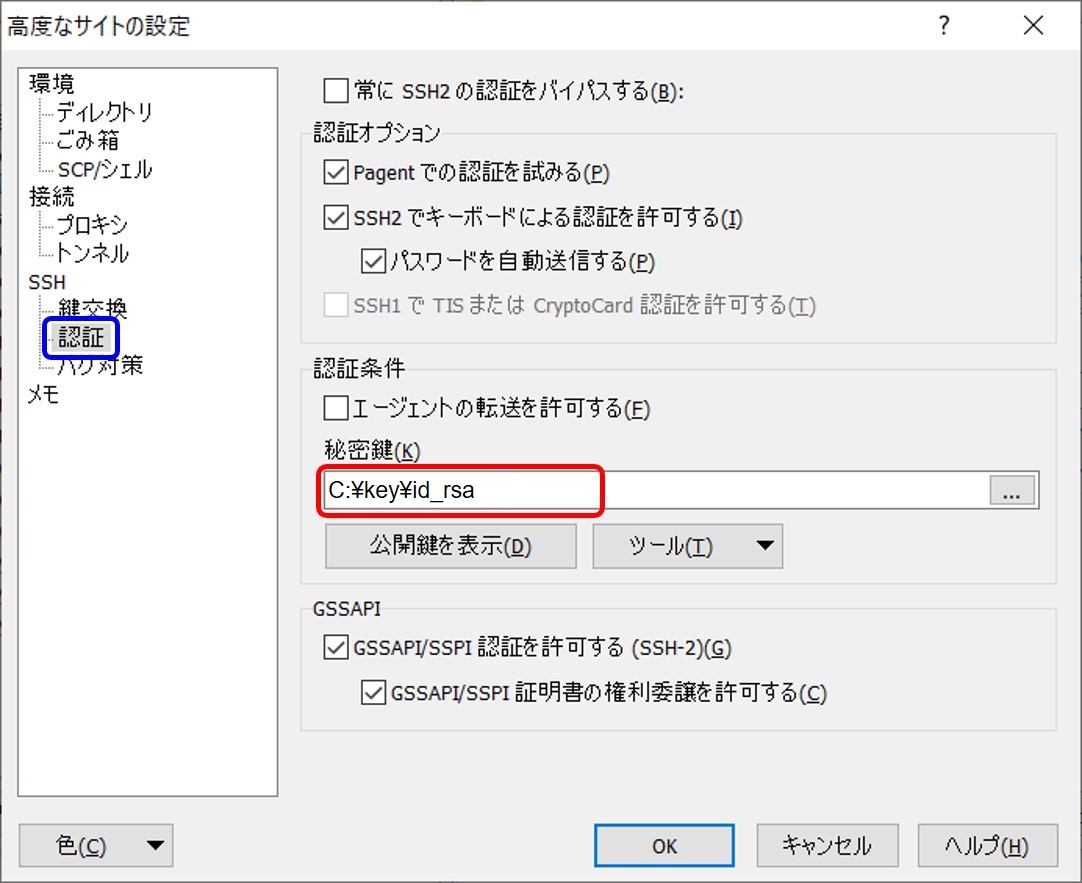 高度なサイトの設定
?
環境
ディレクトリ
ごみ箱
SCP/シェル
接続
プロキシ
トンネル
SSH
鍵交換
認証
バグ対策
メモ
常に SSH2 の認証をバイパスする(B):
認証オプション
Pagent での認証を試みる(P)
SSH2 でキーボードによる認証を許可する(I)
パスワードを自動送信する(P)
SSH1 で TIS または CryptoCard 認証を許可する(T)
認証条件
エージェントの転送を許可する(F)
秘密鍵(K)
C:¥key¥id_rsa
...
公開鍵を表示(D)
ツール(T)
GSSAPI
GSSAPI/SSPI 認証を許可する (SSH-2)(G)
GSSAPI/SSPI 証明書の権利委譲を許可する(C)
色(C)
OK
キャンセル
ヘルプ(H)